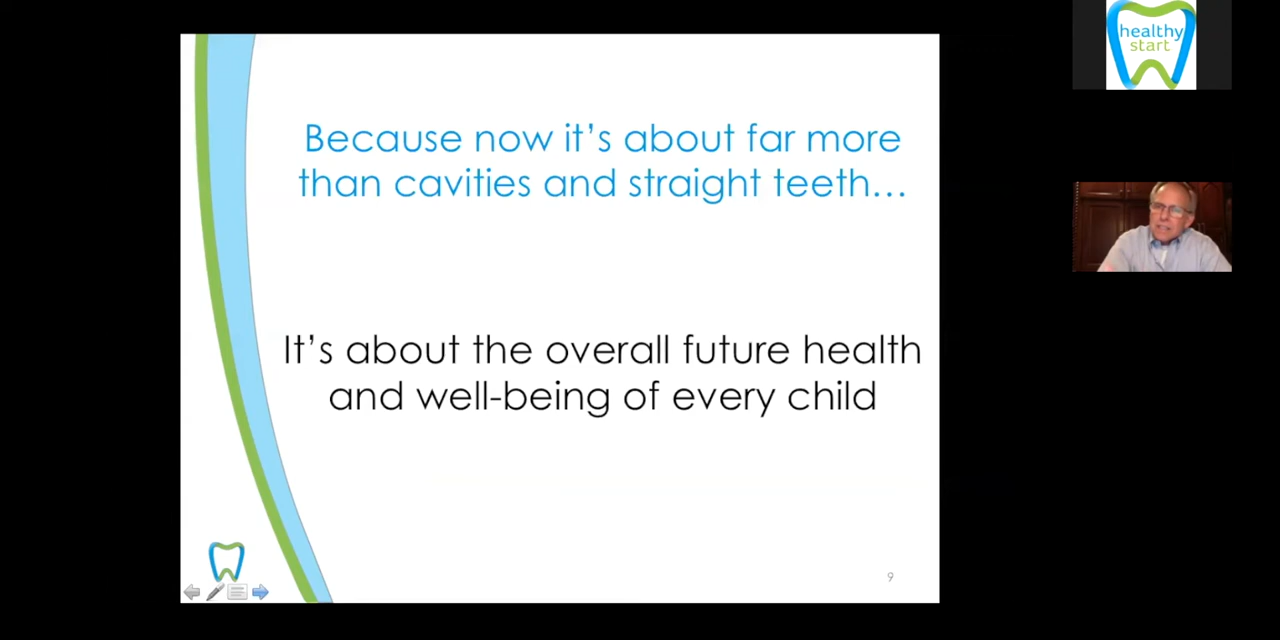 Because now it’s about far more
than cavities and straight teeth…
It’s about the overall future health
and well-being of every child
9
healthy
start